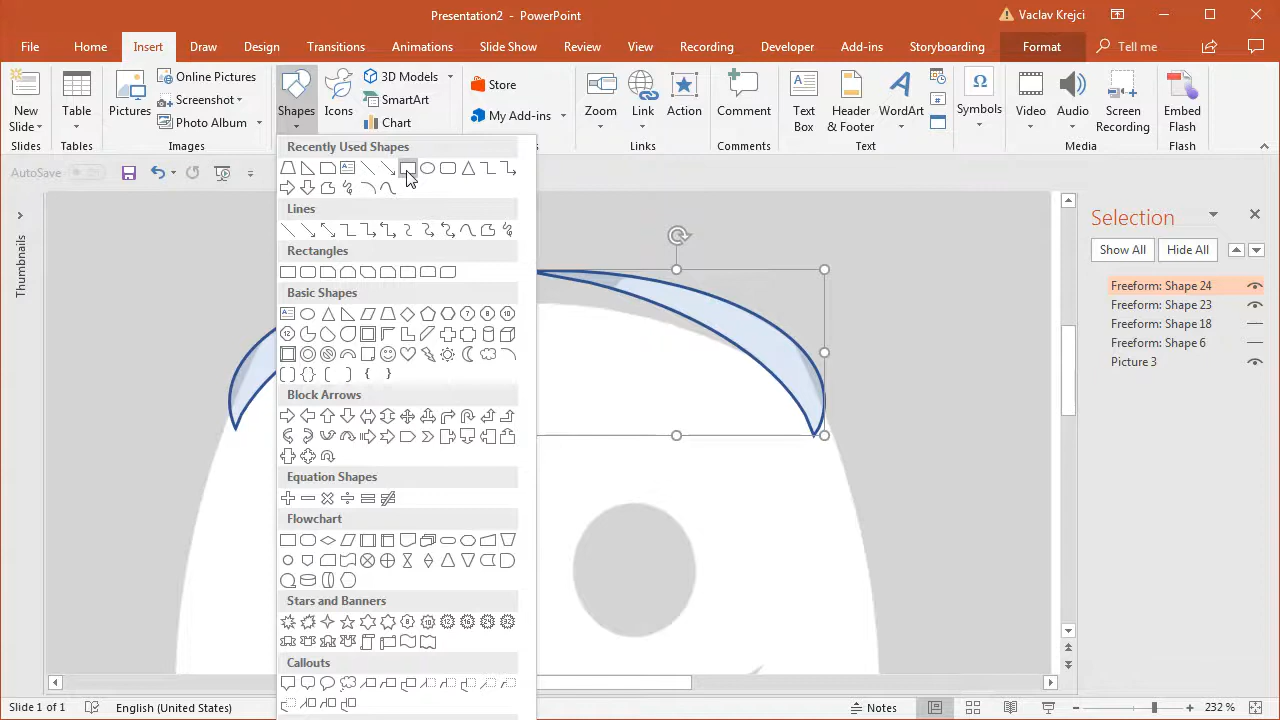 Presentation2 - PowerPoint
Vaclav Krejci
File Home Insert Draw Design Transitions Animations Slide Show Review View Recording Developer Add-ins Storyboarding Format Tell me
New Slide
Table
Pictures
Online Pictures
Screenshot
Photo Album
Shapes
Icons
3D Models
SmartArt
Chart
Store
My Add-ins
Zoom
Link
Action
Comment
Text Box
Header & Footer
WordArt
Symbols
Video
Audio
Screen Recording
Embed Flash
Slides Tables Images Links Comments Text Media Flash
AutoSave Off
Recently Used Shapes
Lines
Rectangles
Basic Shapes
Block Arrows
Equation Shapes
Flowchart
Stars and Banners
Callouts
Thumbnails
Selection
Show All Hide All
Freeform: Shape 24
Freeform: Shape 23
Freeform: Shape 18
Freeform: Shape 6
Picture 3
Slide 1 of 1 English (United States) Notes 232 %